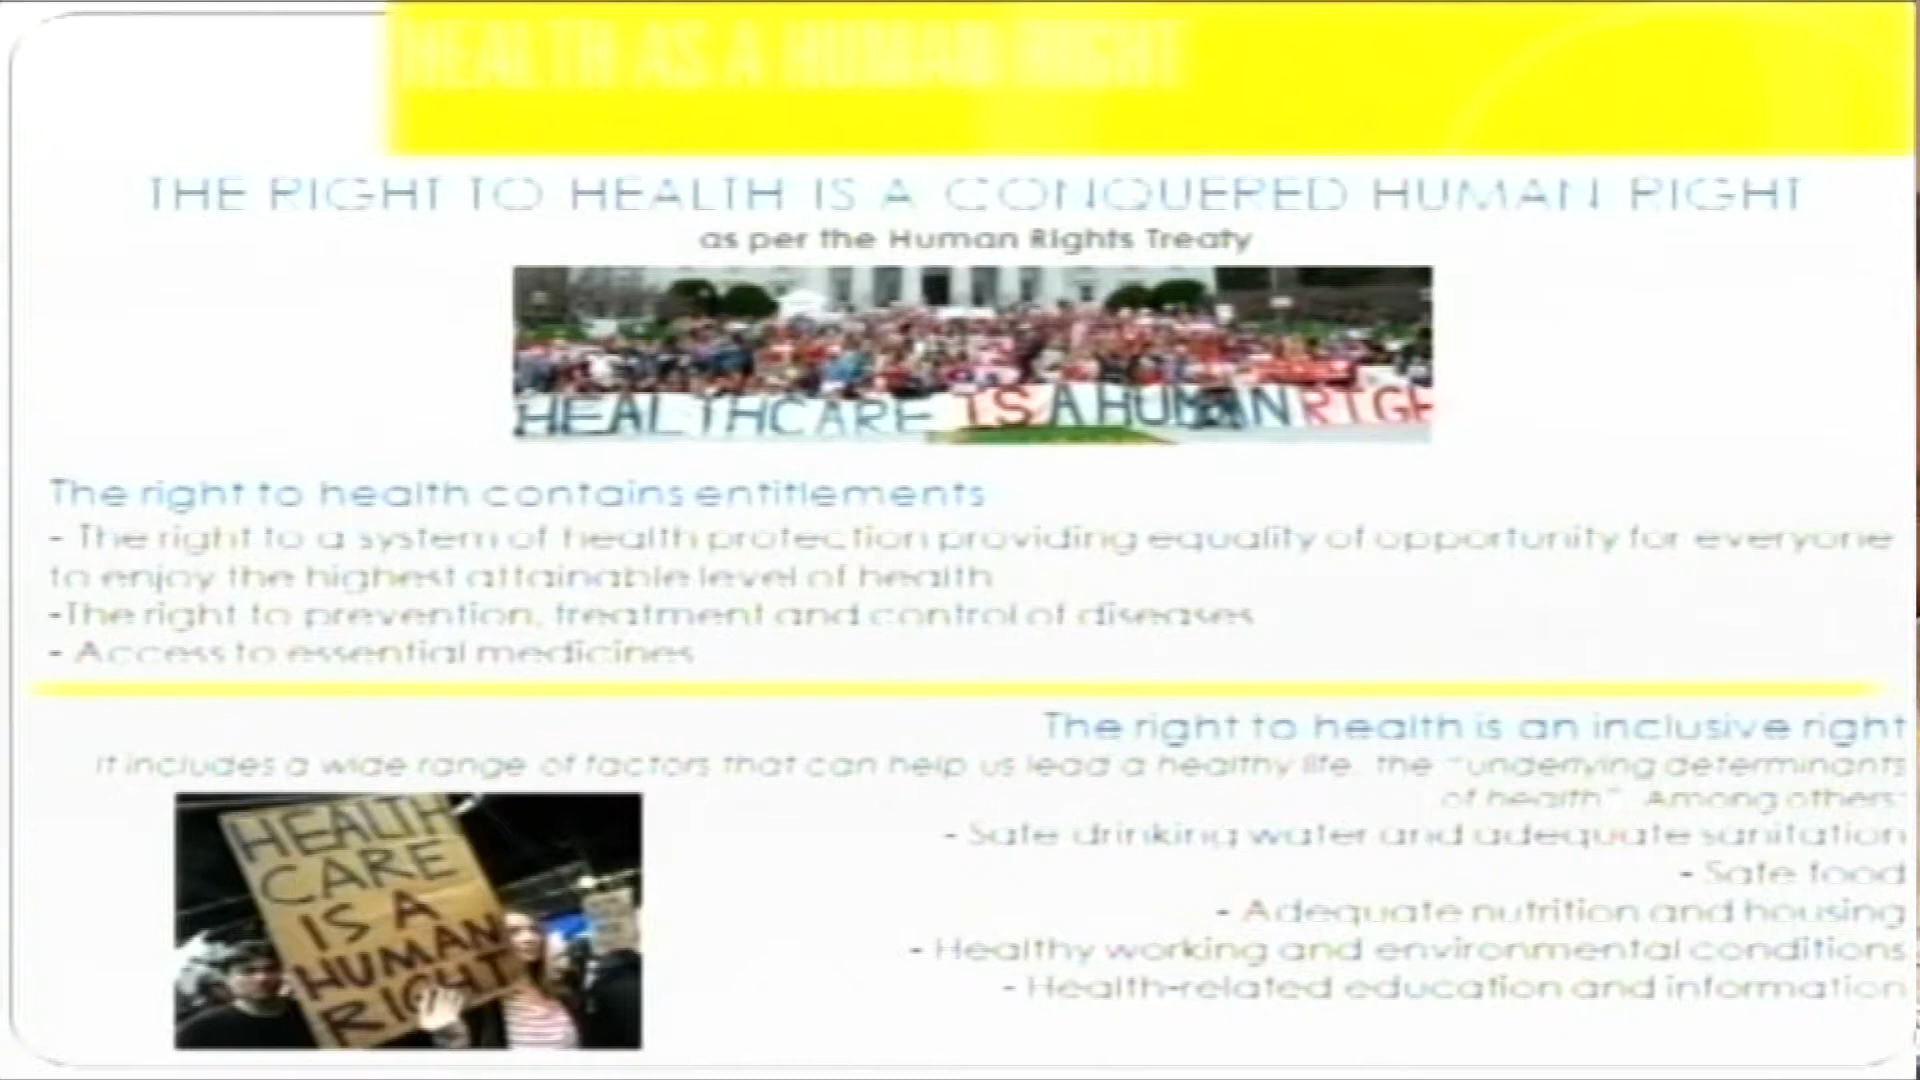 HEALTH AS A HUMAN RIGHT
THE RIGHT TO HEALTH IS A CONQUERED HUMAN RIGHT
as per the Human Rights Treaty
HEALTHCARE IS A HUMAN RIGH
The right to health contains entitlements
- The right to a system of health protection providing equality of opportunity for everyone
to enjoy the highest attainable level of health
-The right to prevention, treatment and control of diseases
- Access to essential medicines
The right to health is an inclusive right
It includes a wide range of factors that can help us lead a healthy life. the "underlying determinants
of health". Among others:
- Safe drinking water and adequate sanitation
- Safe food
- Adequate nutrition and housing
- Healthy working and environmental conditions
- Health-related education and information
HEALTH
CARE
IS A
HUMAN
RIGHT